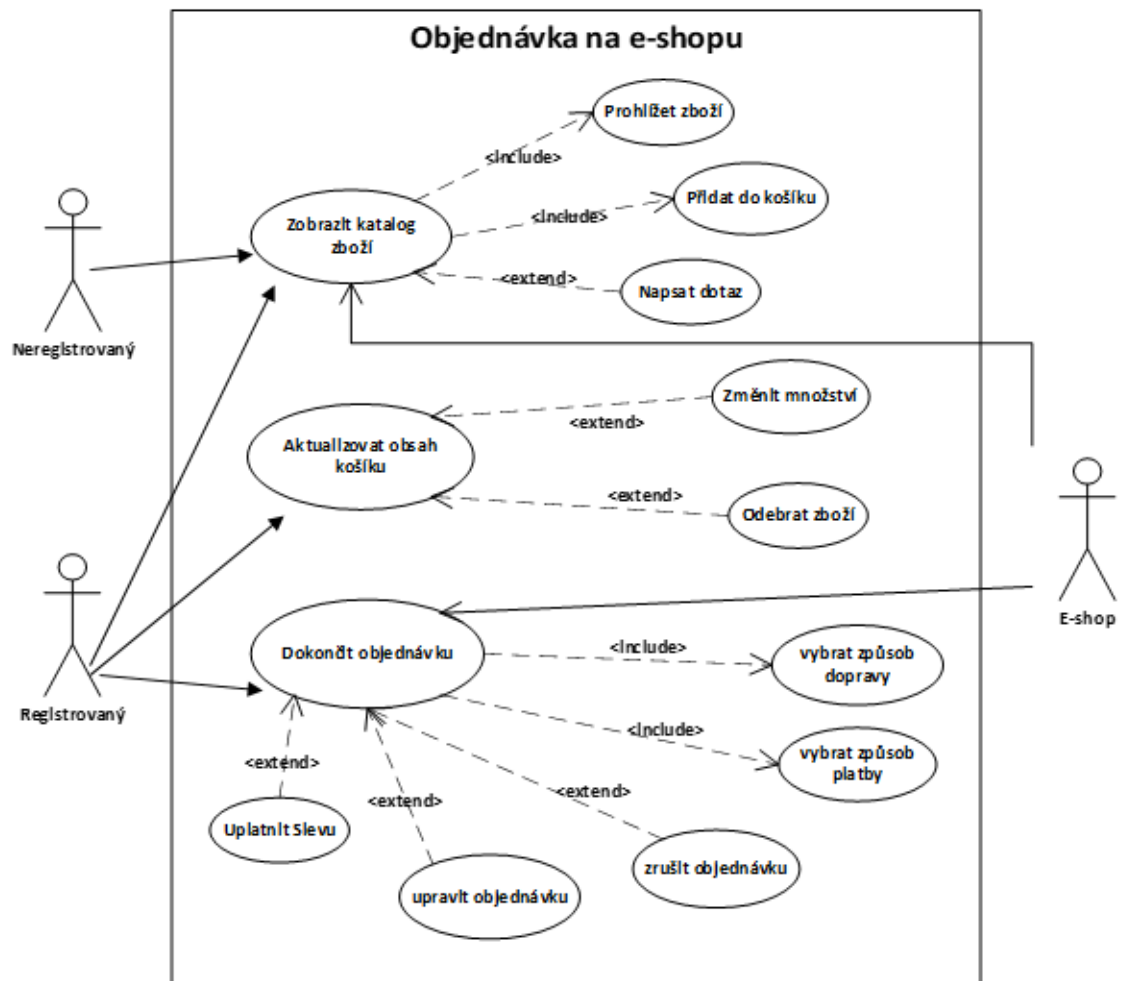 Objednávka na e-shopu
Prohlížet zboží
<Include>
Přidat do košíku
<Include>
Zobrazit katalog
zboží
<extend>
Napsat dotaz
Neregistrovaný
Změnit množství
<extend>
Aktualizovat obsah
košíku
<extend>
Odebrat zboží
E-shop
Dokončit objednávku
<Include>
vybrat způsob
dopravy
Registrovaný
<Include>
vybrat způsob
platby
<extend>
<extend>
<extend>
Uplatnit Slevu
zrušit objednávku
upravit objednávku